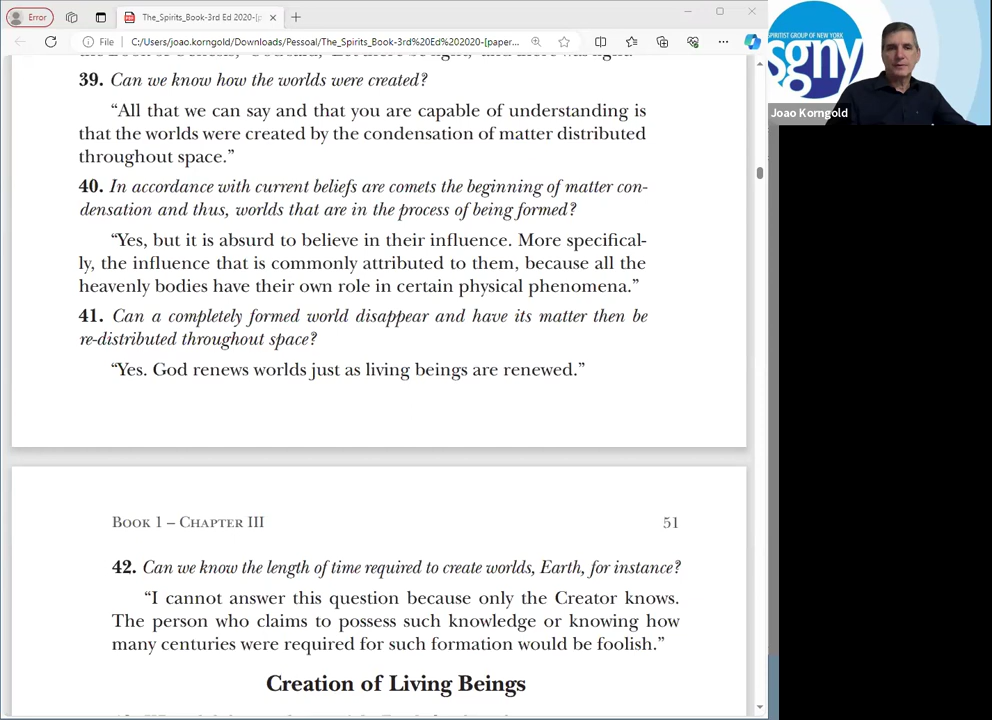 Error
The_Spirits_Book-3rd Ed 2020-[p
File
C:/Users/joao.korngold/Downloads/Pessoal/The_Spirits_Book-3rd%20Ed%202020-[paper...
SPIRITIST GROUP OF NEW YORK
sgny
Joao Korngold
39. Can we know how the worlds were created?
“All that we can say and that you are capable of understanding is
that the worlds were created by the condensation of matter distributed
throughout space.”
40. In accordance with current beliefs are comets the beginning of matter con-
densation and thus, worlds that are in the process of being formed?
“Yes, but it is absurd to believe in their influence. More specifical-
ly, the influence that is commonly attributed to them, because all the
heavenly bodies have their own role in certain physical phenomena.”
41. Can a completely formed world disappear and have its matter then be
re-distributed throughout space?
“Yes. God renews worlds just as living beings are renewed.”
BOOK 1 – CHAPTER III 51
42. Can we know the length of time required to create worlds, Earth, for instance?
“I cannot answer this question because only the Creator knows.
The person who claims to possess such knowledge or knowing how
many centuries were required for such formation would be foolish.”
Creation of Living Beings